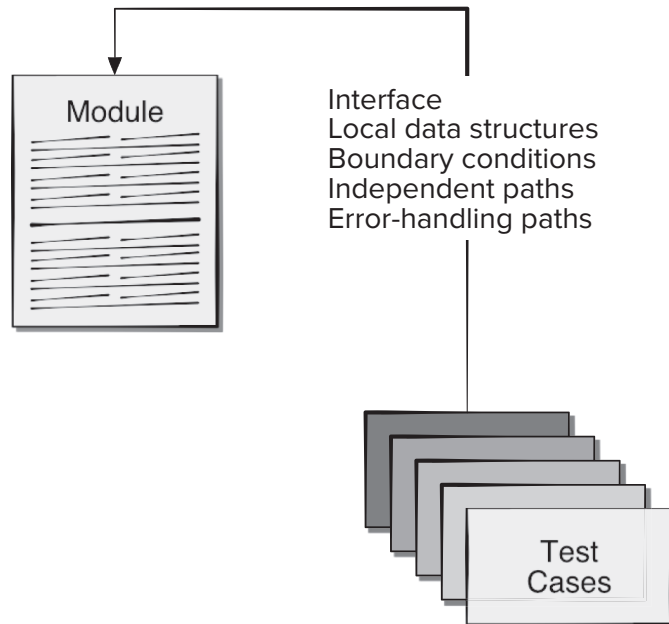 Module
Interface
Local data structures
Boundary conditions
Independent paths
Error-handling paths
Test
Cases